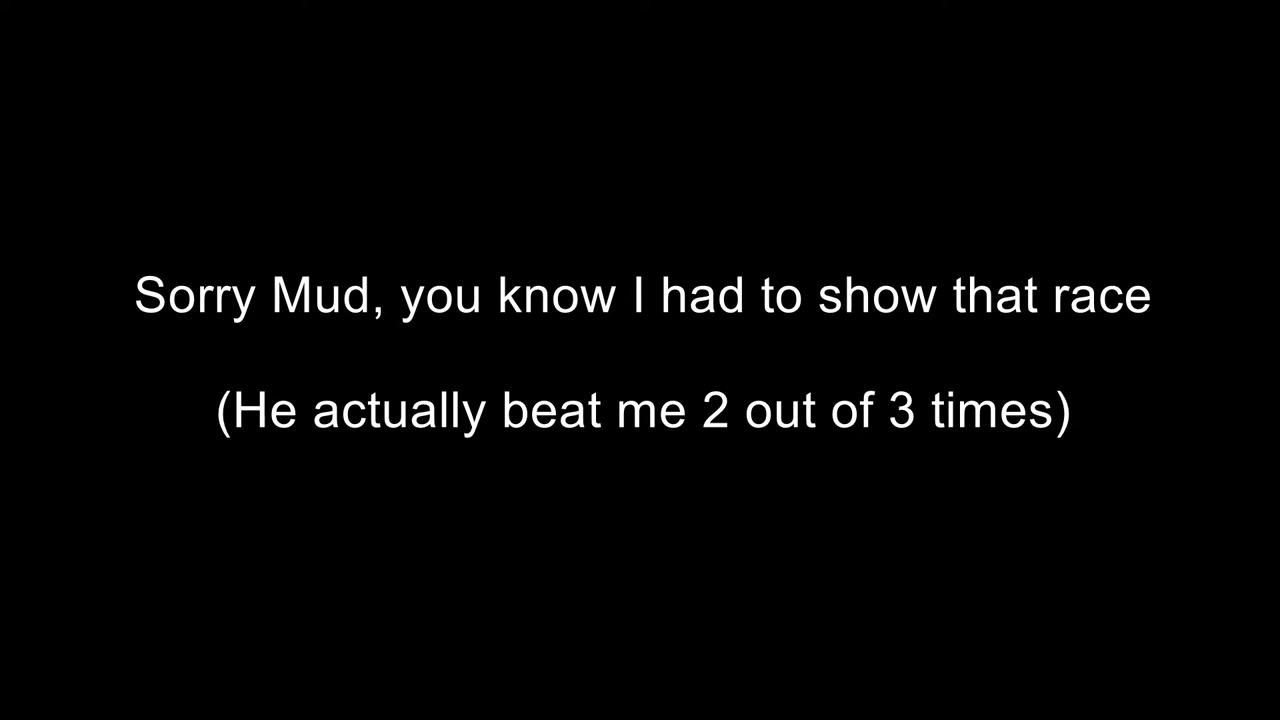 Sorry Mud, you know I had to show that race
(He actually beat me 2 out of 3 times)